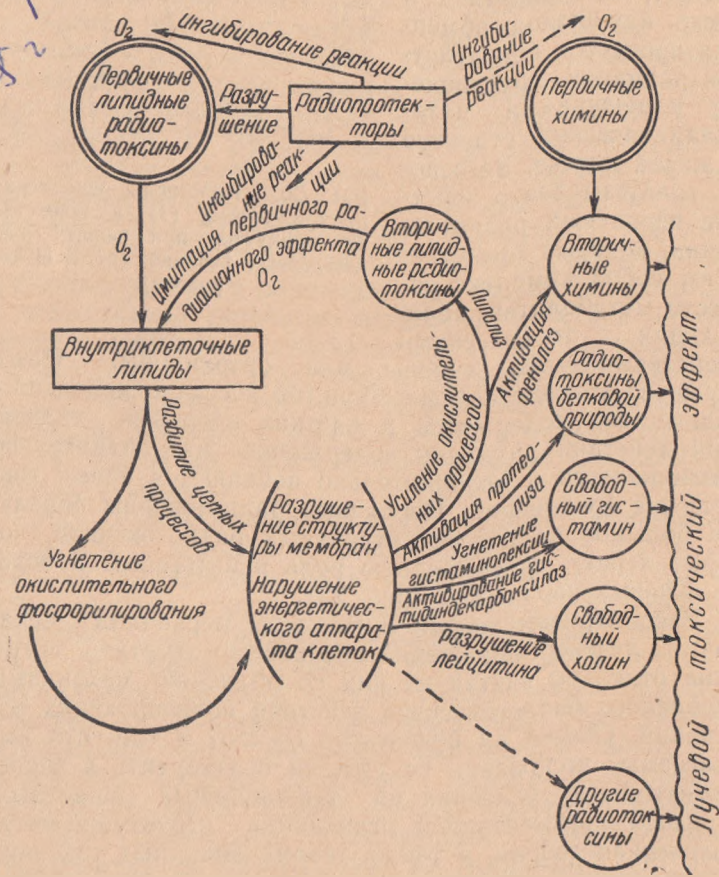 O₂
Ингибирование реакции
Ингиби-
рование
реакции
O₂
Первичные
липидные
радио-
токсины
Разру-
шение
Радиопротек-
торы
Первичные
химины
Ингибирова-
ние реак-
ции
O₂
Имитация первичного ра-
диационного эффекта
O₂
Вторич-
ные липид-
ные родио-
токсины
Вторич-
ные
химины
Внутриклеточные
липиды
Липолиз
Активация
фенолаз
Усиление окислитель-
ных процессов
Радио-
токсины
белковой
природы
Развитие цепных
процессов
Активация протео-
лиза
Разруше-
ние структу-
ры мембран
Нарушение
энергетичес-
кого аппара-
та клеток
Угнетение
гистаминопексии
Активирование гис-
тидиндекарбоксилаз
Свобод-
ный гис-
тамин
Угнетение
окислительного
фосфорилирования
Разрушение
лейцитина
Свобод-
ный
холин
Другие
радиоток
сины
Лучевой токсический эффект